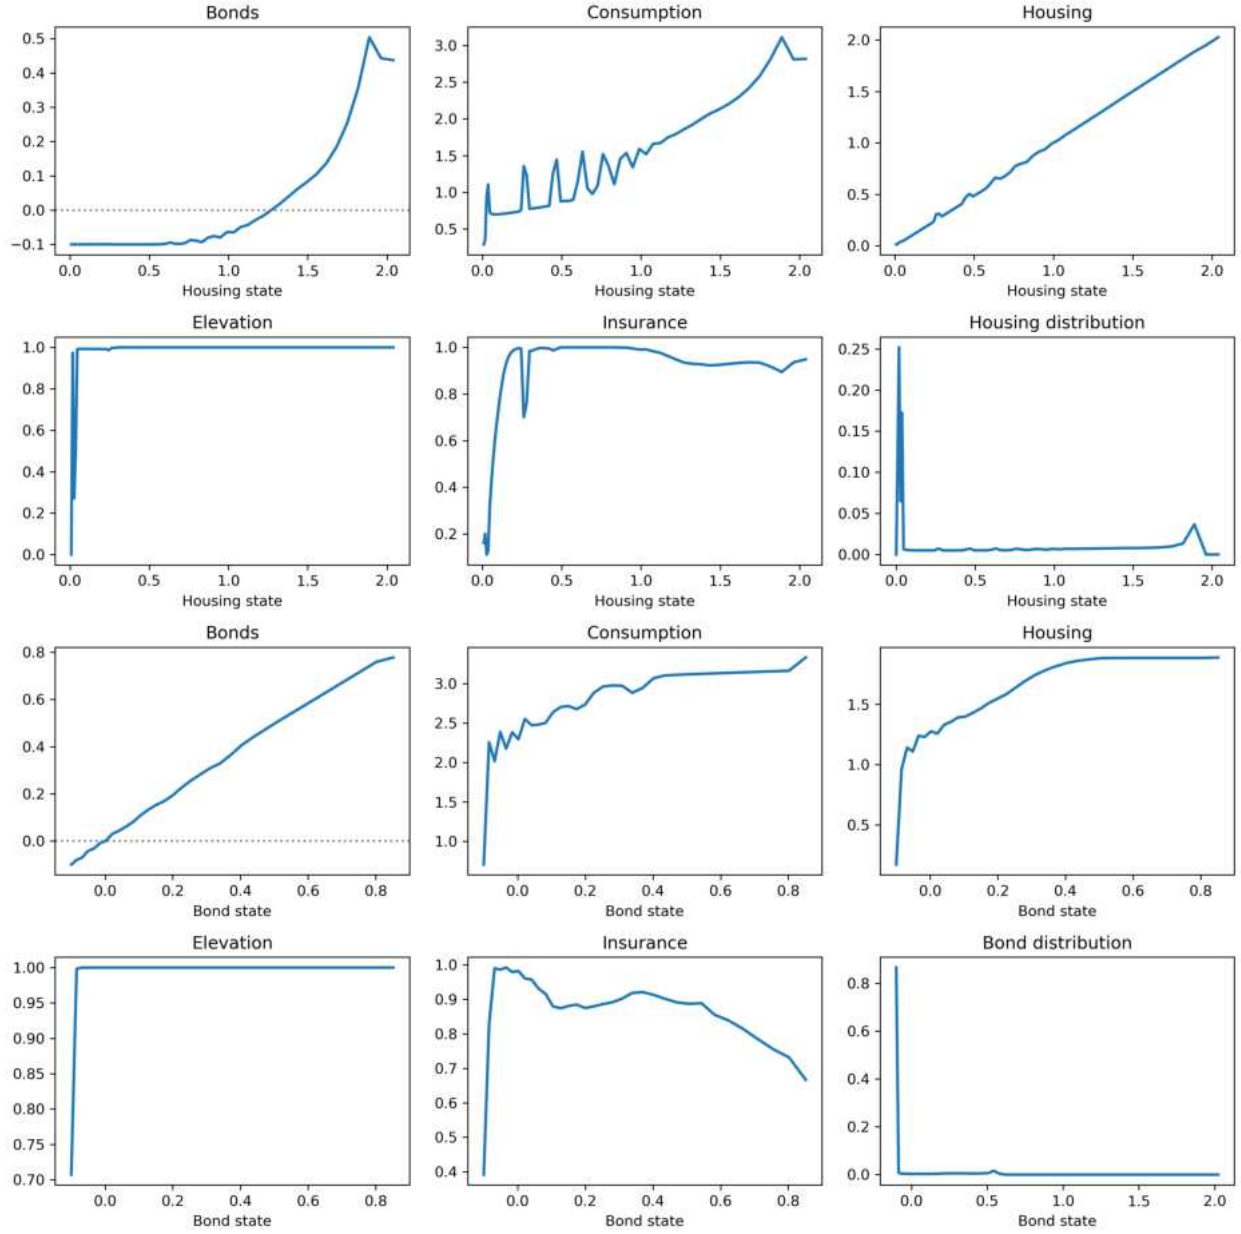 Bonds Consumption Housing
0.5 3.0 2.0
0.4 2.5 1.5
0.3 2.0 1.0
0.2 1.5 0.5
0.1 1.0 0.0
0.0 0.5
−0.1
0.0 0.5 1.0 1.5 2.0 0.0 0.5 1.0 1.5 2.0 0.0 0.5 1.0 1.5 2.0
Housing state Housing state Housing state
Elevation Insurance Housing distribution
1.0 1.0 0.25
0.8 0.8 0.20
0.6 0.6 0.15
0.4 0.4 0.10
0.2 0.2 0.05
0.0 0.00
0.0 0.5 1.0 1.5 2.0 0.0 0.5 1.0 1.5 2.0 0.0 0.5 1.0 1.5 2.0
Housing state Housing state Housing state
Bonds Consumption Housing
0.8 3.0 1.5
0.6 2.5 1.0
0.4 2.0 0.5
0.2 1.5
0.0 1.0
0.0 0.2 0.4 0.6 0.8 0.0 0.2 0.4 0.6 0.8 0.0 0.2 0.4 0.6 0.8
Bond state Bond state Bond state
Elevation Insurance Bond distribution
1.00 1.0 0.8
0.95 0.9 0.6
0.90 0.8 0.4
0.85 0.7 0.2
0.80 0.6 0.0
0.75 0.5
0.70 0.4
0.0 0.2 0.4 0.6 0.8 0.0 0.2 0.4 0.6 0.8 0.0 0.5 1.0 1.5 2.0
Bond state Bond state Bond state